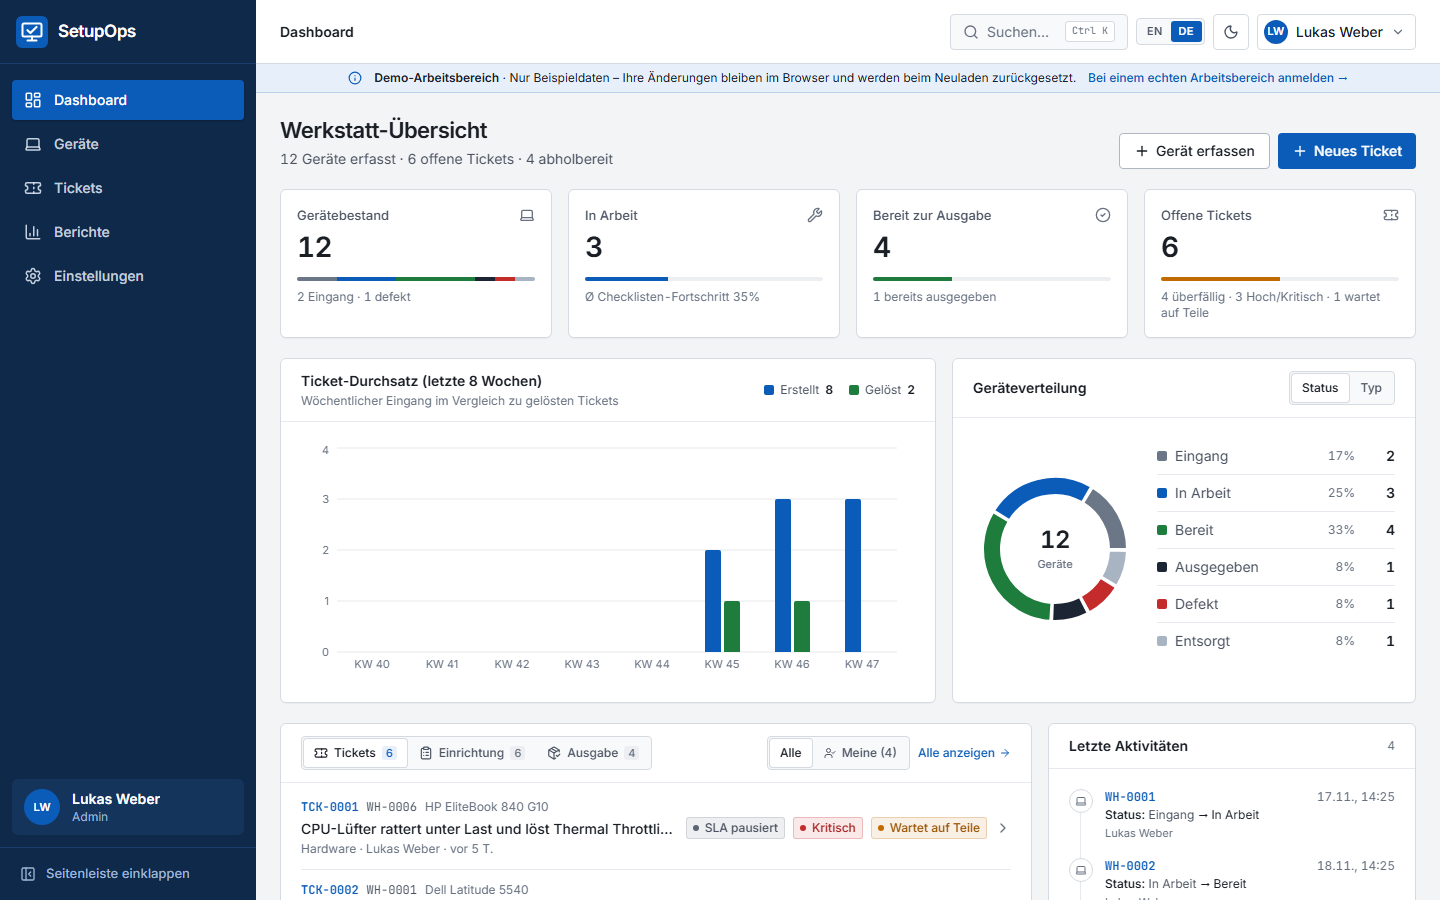 SetupOps
Dashboard
Geräte
Tickets
Berichte
Einstellungen
LW
Lukas Weber
Admin
Seitenleiste einklappen
Dashboard
Suchen... Ctrl K
EN DE
LW Lukas Weber
Demo-Arbeitsbereich · Nur Beispieldaten – Ihre Änderungen bleiben im Browser und werden beim Neuladen zurückgesetzt. Bei einem echten Arbeitsbereich anmelden →
Werkstatt-Übersicht
12 Geräte erfasst · 6 offene Tickets · 4 abholbereit
+ Gerät erfassen
+ Neues Ticket
Gerätebestand
12
2 Eingang · 1 defekt
In Arbeit
3
Ø Checklisten-Fortschritt 35%
Bereit zur Ausgabe
4
1 bereits ausgegeben
Offene Tickets
6
4 überfällig · 3 Hoch/Kritisch · 1 wartet
auf Teile
Ticket-Durchsatz (letzte 8 Wochen)
Wöchentlicher Eingang im Vergleich zu gelösten Tickets
Erstellt 8 Gelöst 2
4
3
2
1
0
KW 40 KW 41 KW 42 KW 43 KW 44 KW 45 KW 46 KW 47
Geräteverteilung
Status Typ
12
Geräte
Eingang 17% 2
In Arbeit 25% 3
Bereit 33% 4
Ausgegeben 8% 1
Defekt 8% 1
Entsorgt 8% 1
Tickets 6 Einrichtung 6 Ausgabe 4
Alle Meine (4) Alle anzeigen →
TCK-0001 WH-0006 HP EliteBook 840 G10
CPU-Lüfter rattert unter Last und löst Thermal Throttli...
SLA pausiert Kritisch Wartet auf Teile
Hardware · Lukas Weber · vor 5 T.
TCK-0002 WH-0001 Dell Latitude 5540
Letzte Aktivitäten 4
WH-0001 17.11., 14:25
Status: Eingang → In Arbeit
Lukas Weber
WH-0002 18.11., 14:25
Status: In Arbeit → Bereit